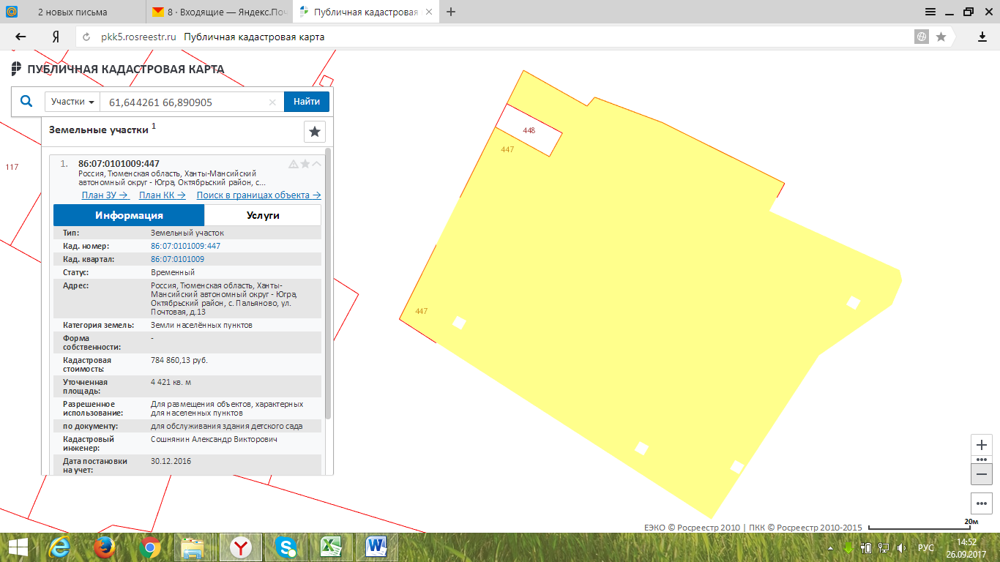 2 новых письма
8 · Входящие — Яндекс.Поч
Публичная кадастровая
pkk5.rosreestr.ru Публичная кадастровая карта
ПУБЛИЧНАЯ КАДАСТРОВАЯ КАРТА
Участки
61,644261 66,890905
Найти
Земельные участки 1
1. 86:07:0101009:447
Россия, Тюменская область, Ханты-Мансийский
автономный округ - Югра, Октябрьский район, с...
План ЗУ → План КК → Поиск в границах объекта →
Информация Услуги
Тип: Земельный участок
Кад. номер: 86:07:0101009:447
Кад. квартал: 86:07:0101009
Статус: Временный
Адрес: Россия, Тюменская область, Ханты-
Мансийский автономный округ - Югра,
Октябрьский район, с. Пальяново, ул.
Почтовая, д.13
Категория земель: Земли населённых пунктов
Форма
собственности: -
Кадастровая
стоимость: 784 860,13 руб.
Уточненная
площадь: 4 421 кв. м
Разрешенное
использование: Для размещения объектов, характерных
для населенных пунктов
по документу: для обслуживания здания детского сада
Кадастровый
инженер: Сошнянин Александр Викторович
Дата постановки
на учет: 30.12.2016
117
448
447
447
20м
ЕЭКО © Росреестр 2010 | ПКК © Росреестр 2010-2015
РУС
14:52
26.09.2017